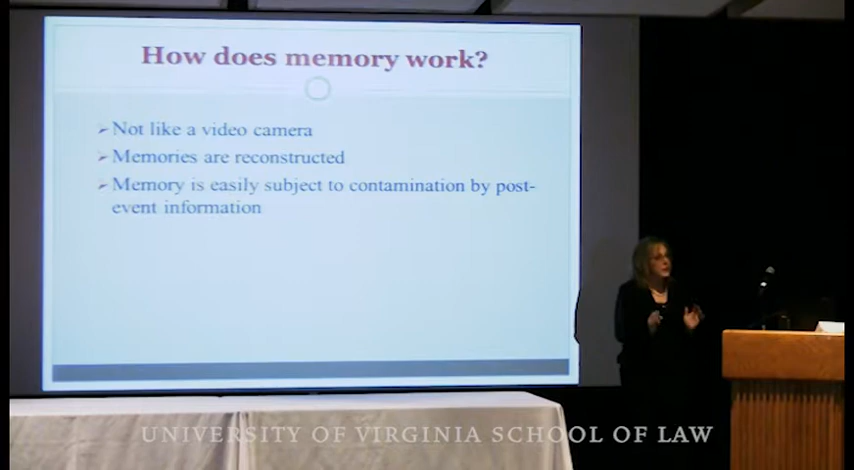 How does memory work?
➢ Not like a video camera
➢ Memories are reconstructed
➢ Memory is easily subject to contamination by post-
event information
UNIVERSITY OF VIRGINIA SCHOOL OF LAW